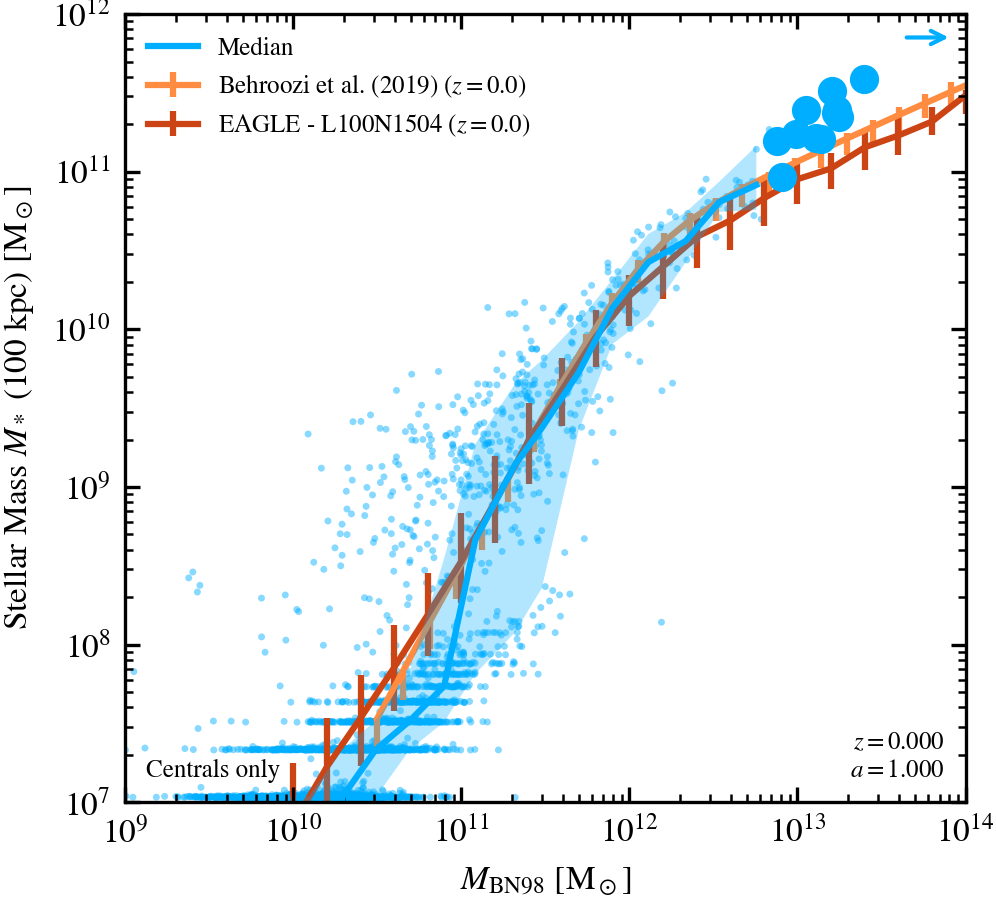 10¹²
Median
Behroozi et al. (2019) (z = 0.0)
EAGLE - L100N1504 (z = 0.0)
10¹¹
10¹⁰
10⁹
10⁸
10⁷
Stellar Mass M* (100 kpc) [M⊙]
z = 0.000
Centrals only
a = 1.000
10⁹ 10¹⁰ 10¹¹ 10¹² 10¹³ 10¹⁴
M_BN98 [M⊙]